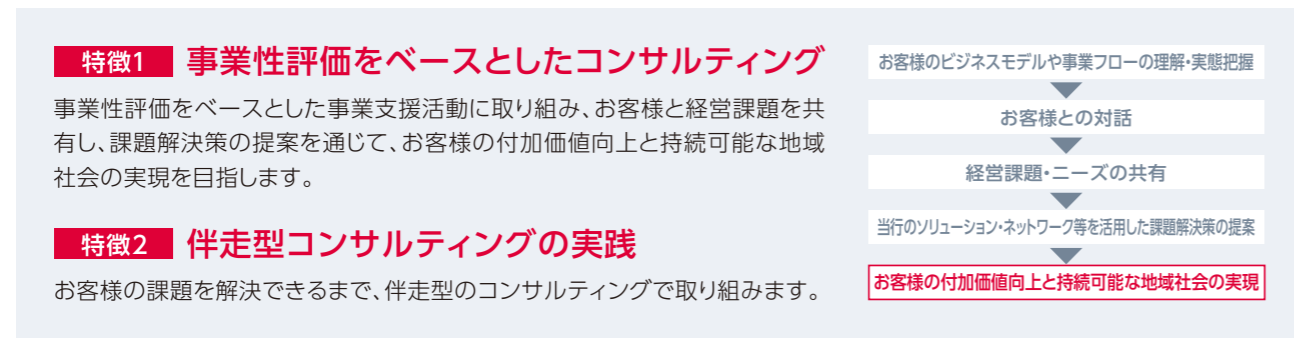 特徴1 事業性評価をベースとしたコンサルティング
事業性評価をベースとした事業支援活動に取り組み、お客様と経営課題を共
有し、課題解決策の提案を通じて、お客様の付加価値向上と持続可能な地域
社会の実現を目指します。
特徴2 伴走型コンサルティングの実践
お客様の課題を解決できるまで、伴走型のコンサルティングで取り組みます。
お客様のビジネスモデルや事業フローの理解・実態把握
お客様との対話
経営課題・ニーズの共有
当行のソリューション・ネットワーク等を活用した課題解決策の提案
お客様の付加価値向上と持続可能な地域社会の実現